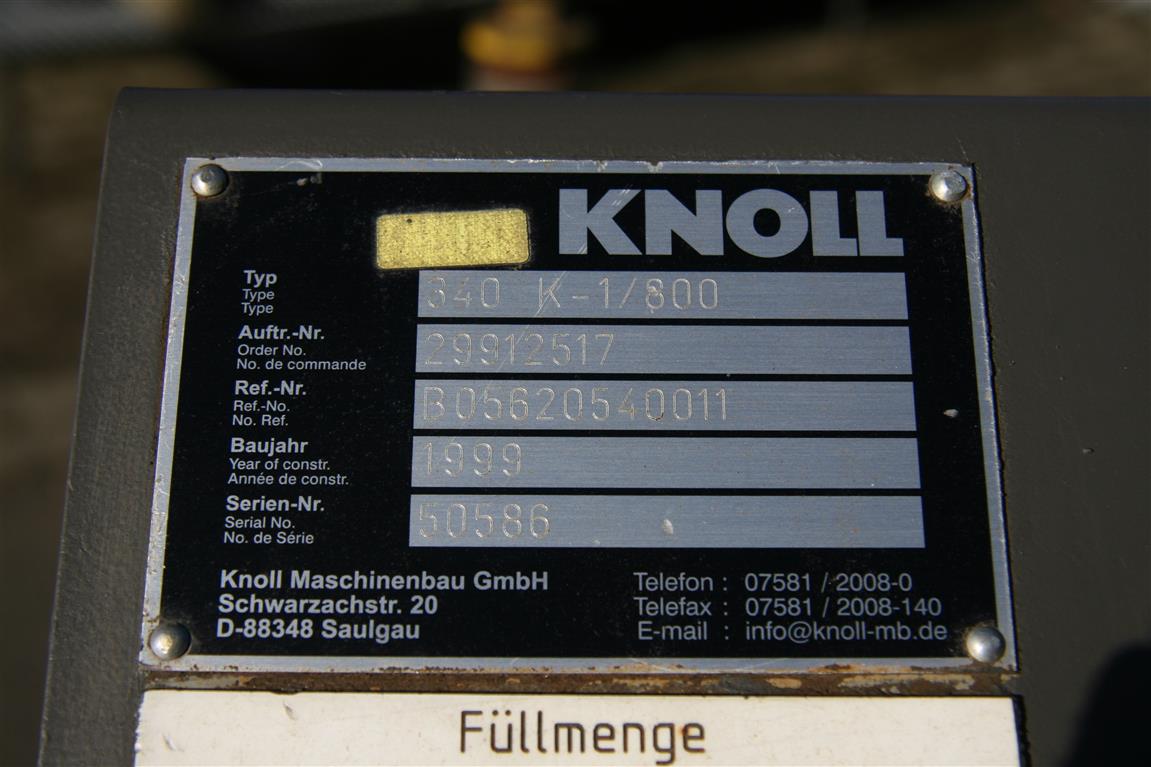 KNOLL
Typ
Type
Type
340 K-1/800
Auftr.-Nr.
Order No.
No. de commande
29912517
Ref.-Nr.
Ref.-No.
No. Ref.
B05620540011
Baujahr
Year of constr.
Année de constr.
1999
Serien-Nr.
Serial No.
No. de Série
50586
Knoll Maschinenbau GmbH
Schwarzachstr. 20
D-88348 Saulgau
Telefon : 07581 / 2008-0
Telefax : 07581 / 2008-140
E-mail : info@knoll-mb.de
Füllmenge